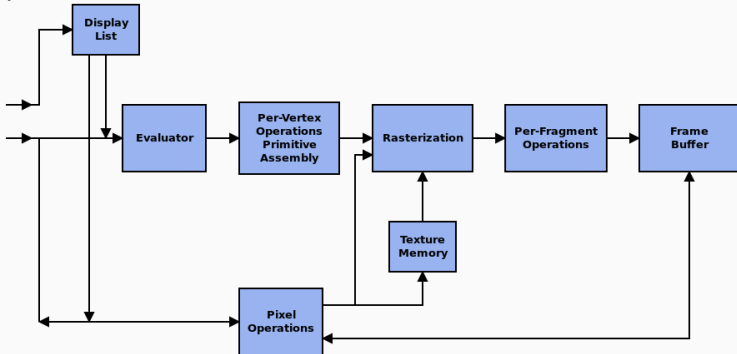 Display
List
Evaluator
Per-Vertex
Operations
Primitive
Assembly
Rasterization
Per-Fragment
Operations
Frame
Buffer
Texture
Memory
Pixel
Operations